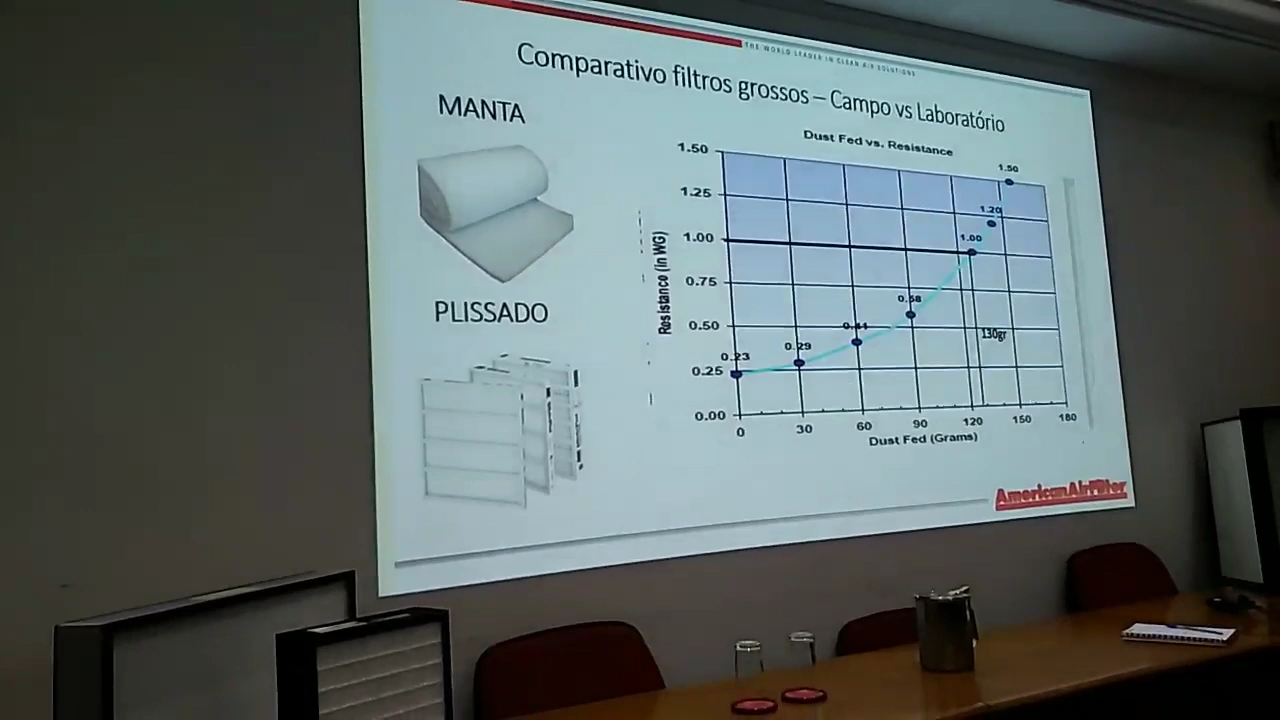 THE WORLD LEADER IN CLEAN AIR SOLUTIONS
Comparativo filtros grossos – Campo vs Laboratório
MANTA
PLISSADO
Dust Fed vs. Resistance
Resistance (in WG)
1.50
1.25
1.00
0.75
0.50
0.25
0.00
0.23
0.29
0.41
0.58
1.00
1.20
1.50
130gr
0 30 60 90 120 150 180
Dust Fed (Grams)
AmericanAirFilter